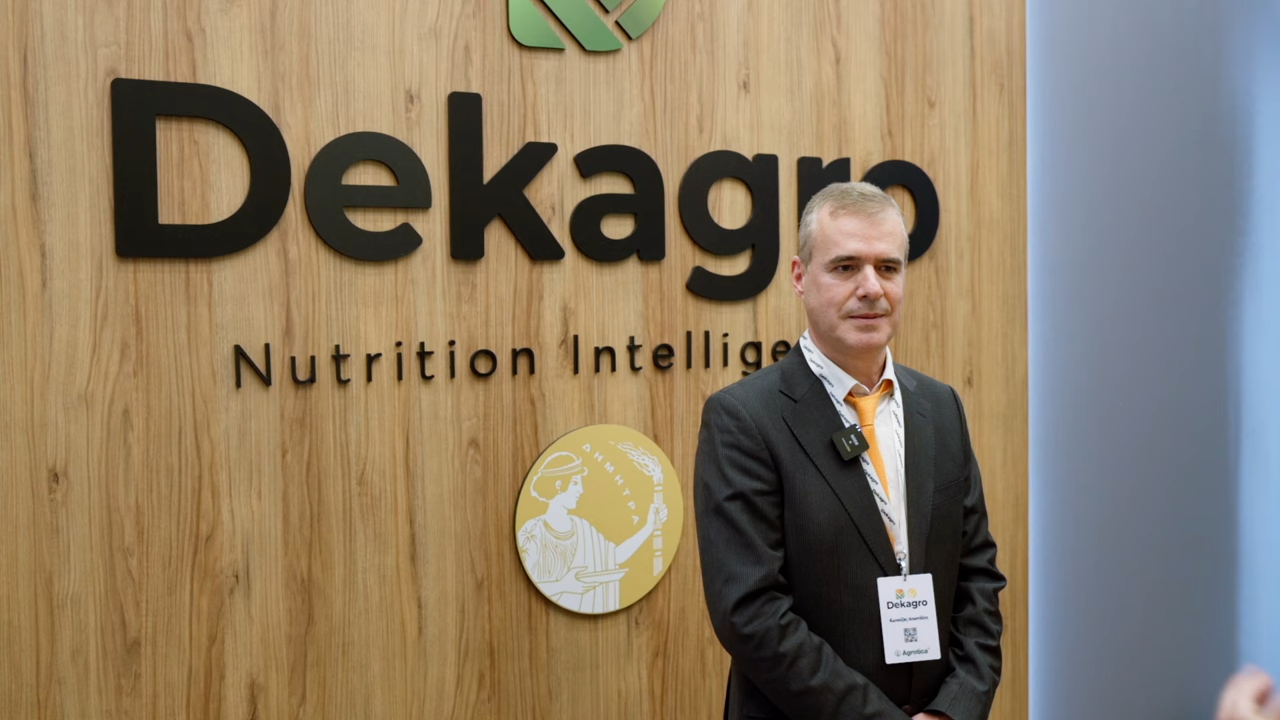 Dekagro
Nutrition Intellige
ΔΗΜΗΤΡΑ
Dekagro
Agrotica